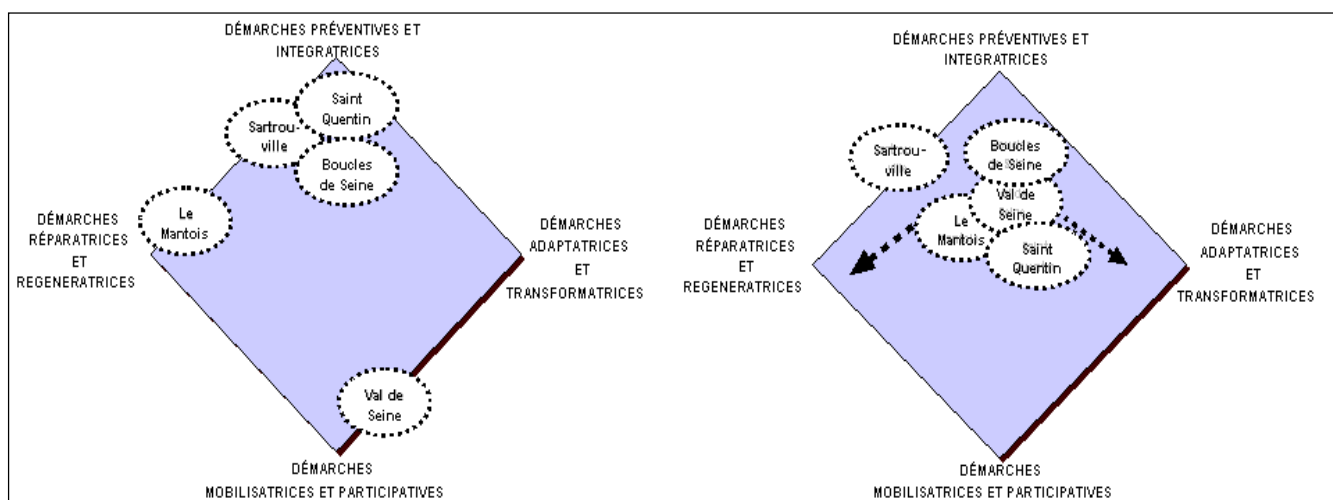 DÉMARCHES PRÉVENTIVES ET
INTEGRATRICES
Saint
Quentin
Sartrou-
ville
Boucles
de Seine
Le
Mantois
DÉMARCHES
RÉPARATRICES
ET
REGENERATRICES
DÉMARCHES
ADAPTATRICES
ET
TRANSFORMATRICES
Val de
Seine
DÉMARCHES
MOBILISATRICES ET PARTICIPATIVES
DÉMARCHES PRÉVENTIVES ET
INTEGRATRICES
Sartrou-
ville
Boucles
de Seine
Val de
Seine
Le
Mantois
Saint
Quentin
DÉMARCHES
RÉPARATRICES
ET
REGENERATRICES
DÉMARCHES
ADAPTATRICES
ET
TRANSFORMATRICES
DÉMARCHES
MOBILISATRICES ET PARTICIPATIVES